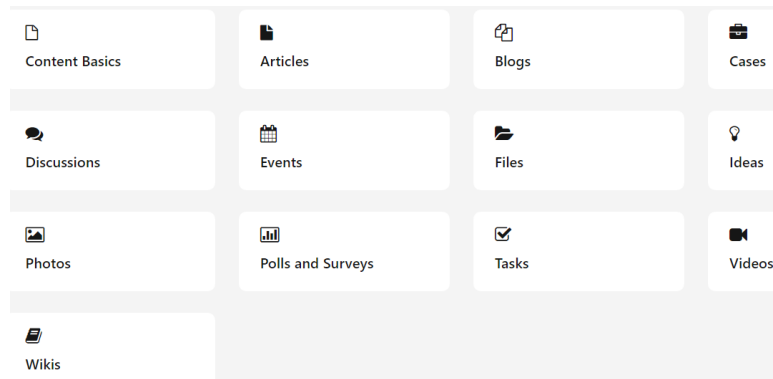 Content Basics
Articles
Blogs
Cases
Discussions
Events
Files
Ideas
Photos
Polls and Surveys
Tasks
Videos
Wikis